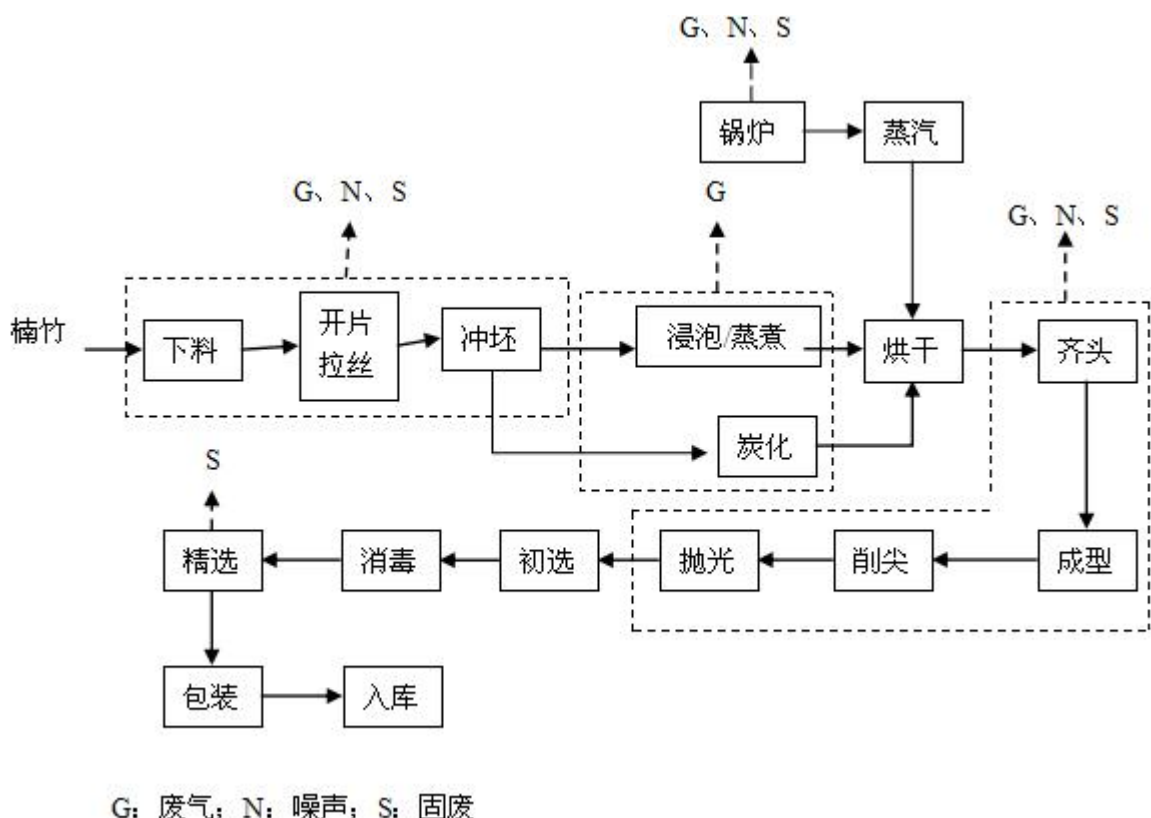 G、N、S
锅炉
蒸汽
G、N、S
G
G、N、S
楠竹
下料
开片
拉丝
冲坯
浸泡/蒸煮
烘干
齐头
炭化
S
精选
消毒
初选
抛光
削尖
成型
包装
入库
G：废气；N：噪声；S：固废